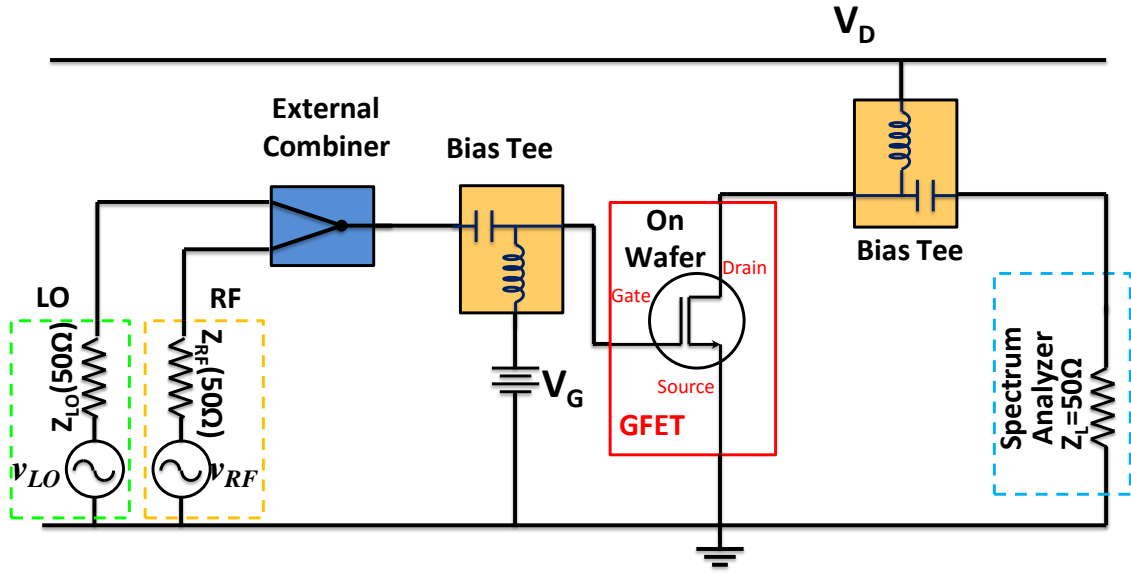 V_D
External
Combiner
Bias Tee
On
Wafer
Drain
Gate
Source
GFET
Bias Tee
LO
RF
Z_LO(50Ω)
Z_RF(50Ω)
v_LO
v_RF
V_G
Spectrum
Analyzer
Z_L=50Ω